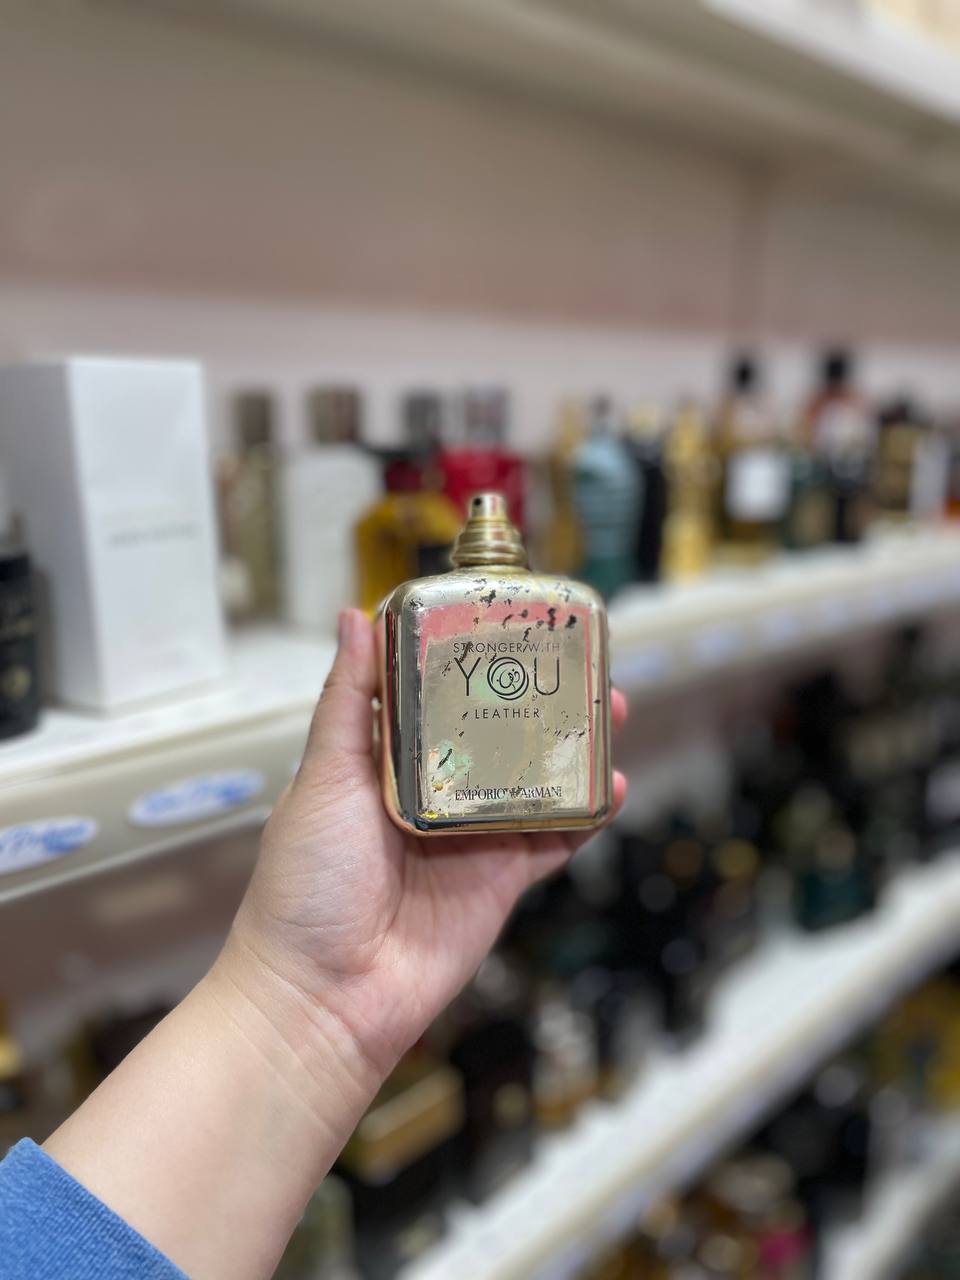 STRONGER WITH
YOU
LEATHER
EMPORIO ARMANI